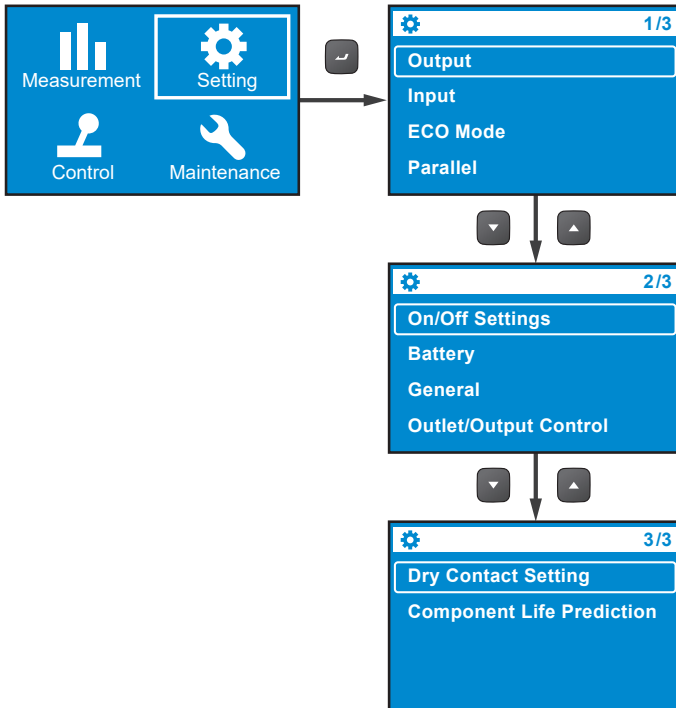 Measurement
Setting
Control
Maintenance
1/3
Output
Input
ECO Mode
Parallel
2/3
On/Off Settings
Battery
General
Outlet/Output Control
3/3
Dry Contact Setting
Component Life Prediction